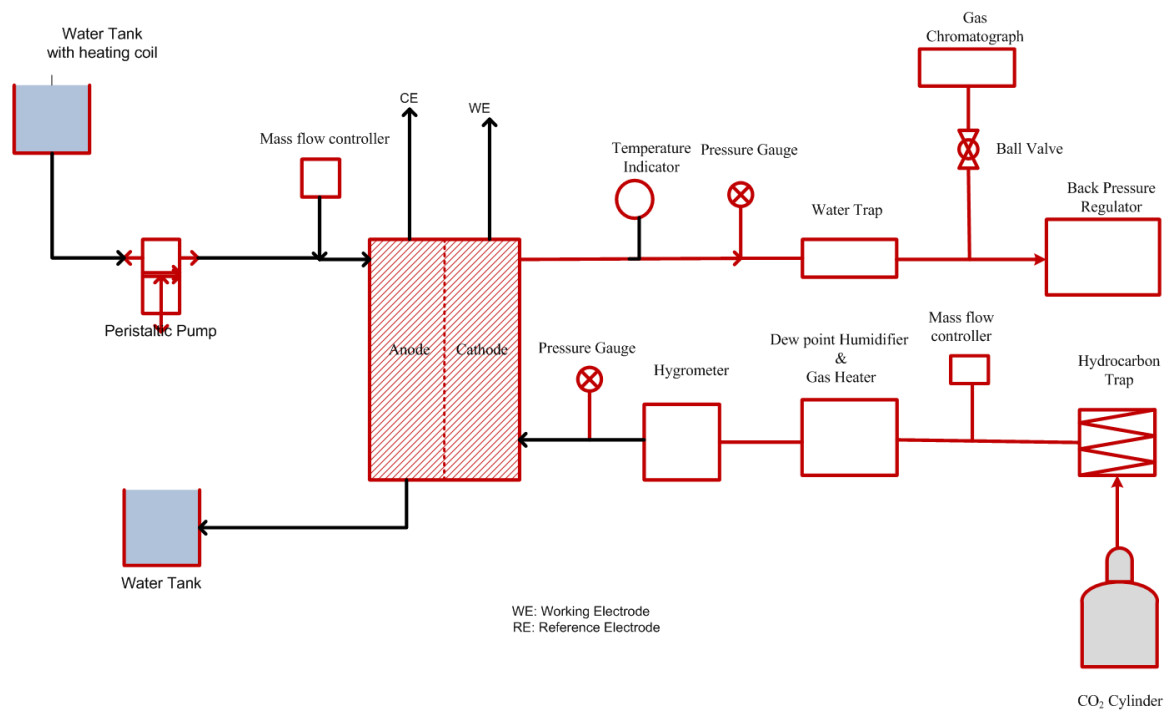 Water Tank
with heating coil
Gas
Chromatograph
CE
WE
Mass flow controller
Temperature
Indicator
Pressure Gauge
Ball Valve
Water Trap
Back Pressure
Regulator
Peristaltic Pump
Anode
Cathode
Pressure Gauge
Hygrometer
Dew point Humidifier
&
Gas Heater
Mass flow
controller
Hydrocarbon
Trap
Water Tank
WE: Working Electrode
RE: Reference Electrode
CO₂ Cylinder